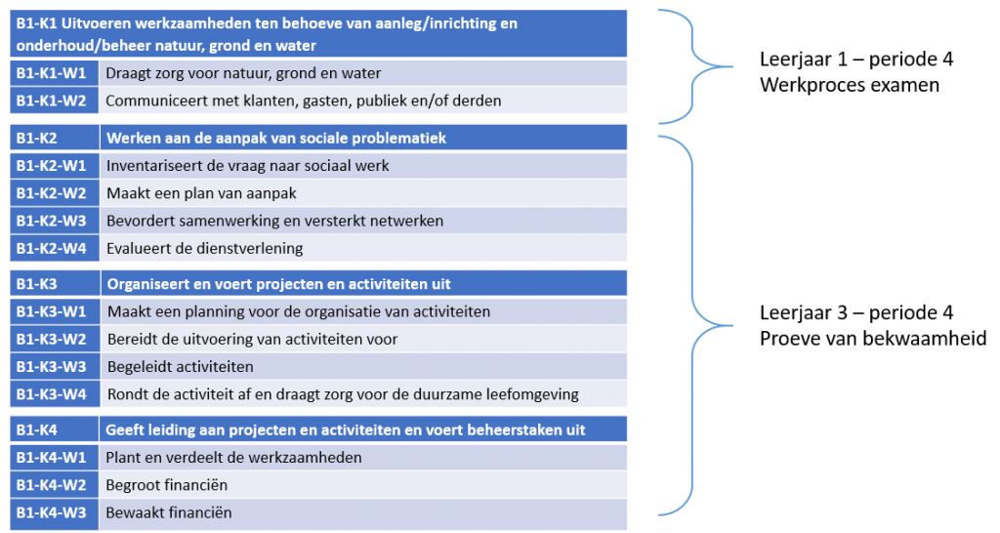 B1-K1 Uitvoeren werkzaamheden ten behoeve van aanleg/inrichting en
onderhoud/beheer natuur, grond en water
B1-K1-W1 Draagt zorg voor natuur, grond en water
B1-K1-W2 Communiceert met klanten, gasten, publiek en/of derden
Leerjaar 1 – periode 4
Werkproces examen
B1-K2 Werken aan de aanpak van sociale problematiek
B1-K2-W1 Inventariseert de vraag naar sociaal werk
B1-K2-W2 Maakt een plan van aanpak
B1-K2-W3 Bevordert samenwerking en versterkt netwerken
B1-K2-W4 Evalueert de dienstverlening
B1-K3 Organiseert en voert projecten en activiteiten uit
B1-K3-W1 Maakt een planning voor de organisatie van activiteiten
B1-K3-W2 Bereidt de uitvoering van activiteiten voor
B1-K3-W3 Begeleidt activiteiten
B1-K3-W4 Rondt de activiteit af en draagt zorg voor de duurzame leefomgeving
B1-K4 Geeft leiding aan projecten en activiteiten en voert beheerstaken uit
B1-K4-W1 Plant en verdeelt de werkzaamheden
B1-K4-W2 Begroot financiën
B1-K4-W3 Bewaakt financiën
Leerjaar 3 – periode 4
Proeve van bekwaamheid